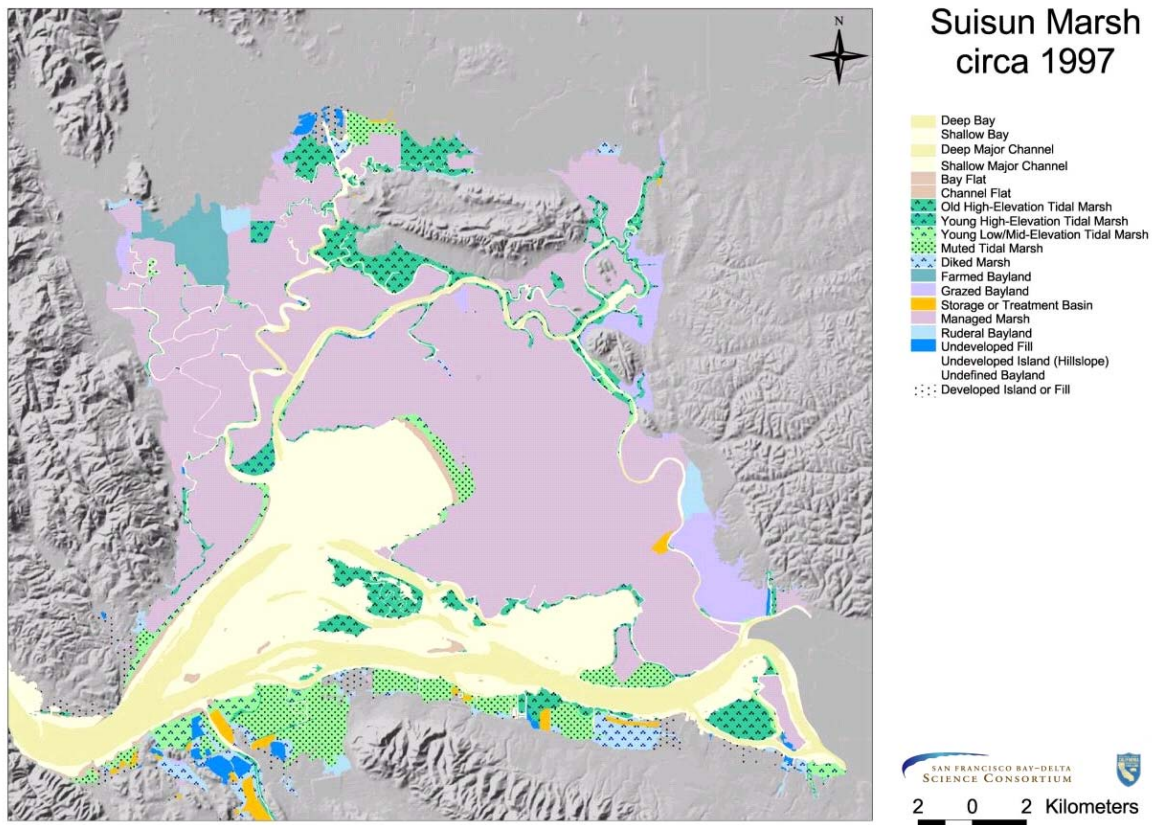 Suisun Marsh
circa 1997
N
Deep Bay
Shallow Bay
Deep Major Channel
Shallow Major Channel
Bay Flat
Channel Flat
Old High-Elevation Tidal Marsh
Young High-Elevation Tidal Marsh
Young Low/Mid-Elevation Tidal Marsh
Muted Tidal Marsh
Diked Marsh
Farmed Bayland
Grazed Bayland
Storage or Treatment Basin
Managed Marsh
Ruderal Bayland
Undeveloped Fill
Undeveloped Island (Hillslope)
Undefined Bayland
Developed Island or Fill
SAN FRANCISCO BAY-DELTA
SCIENCE CONSORTIUM
2 0 2 Kilometers